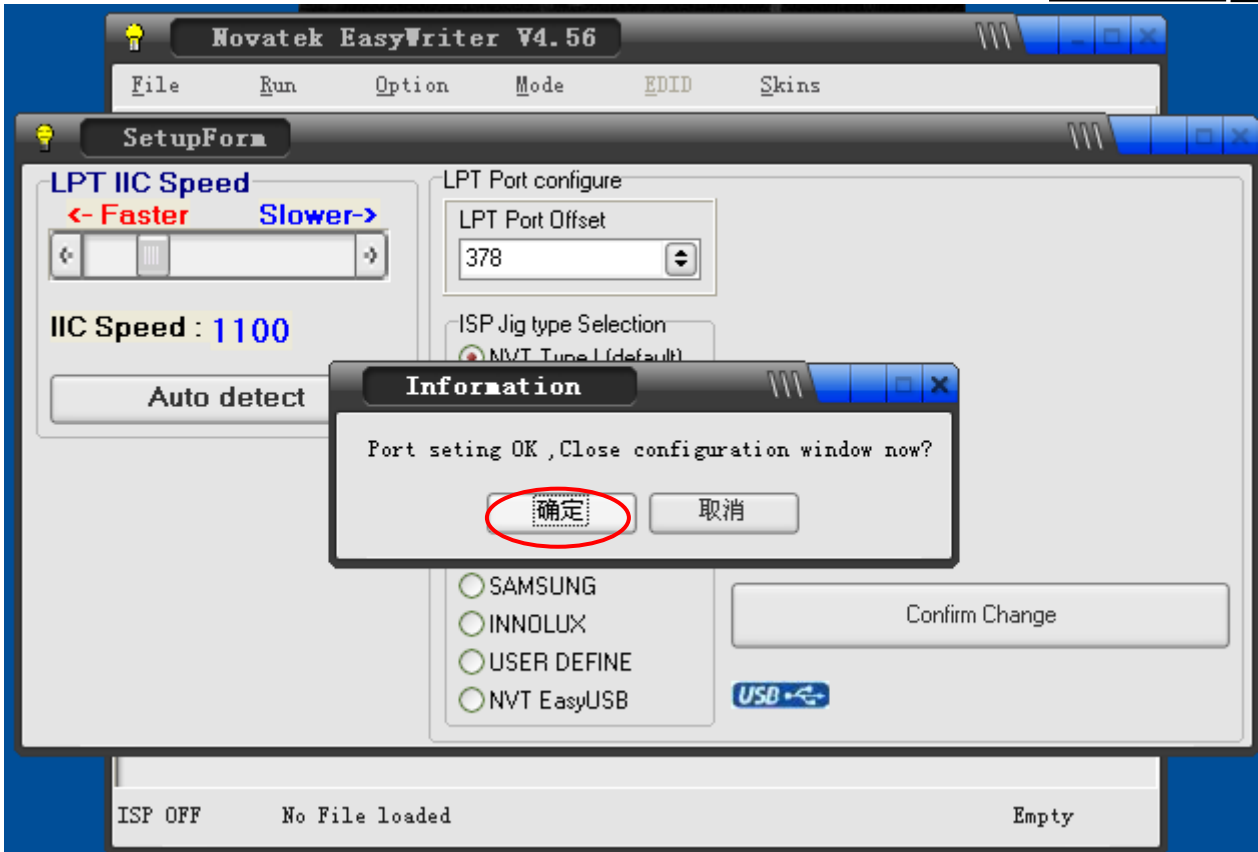 Novatek EasyWriter V4.56
File Run Option Mode EDID Skins
SetupForm
LPT IIC Speed
<- Faster Slower->
IIC Speed : 1100
Auto detect
LPT Port configure
LPT Port Offset
378
ISP Jig type Selection
NVT Type I (default)
Information
Port seting OK ,Close configuration window now?
确定 取消
SAMSUNG
INNOLUX
USER DEFINE
NVT EasyUSB
Confirm Change
USB
ISP OFF No File loaded Empty